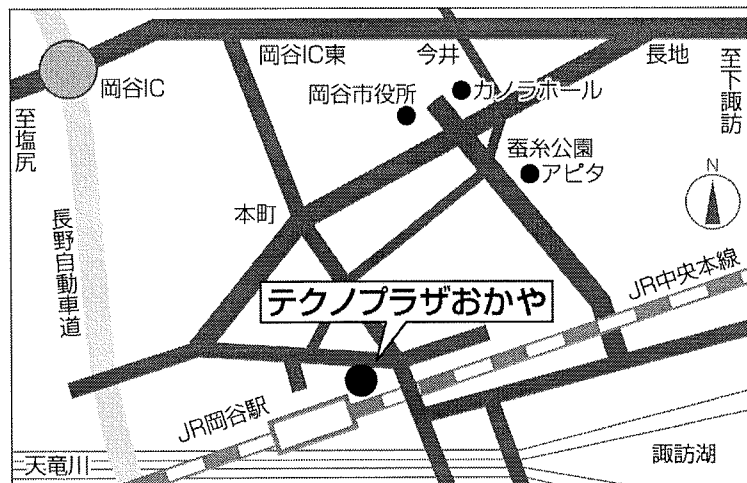 岡谷IC東
今井
長地
至下諏訪
岡谷IC
岡谷市役所
カノラホール
至塩尻
蚕糸公園
アピタ
N
本町
長野自動車道
JR中央本線
テクノプラザおかや
JR岡谷駅
天竜川
諏訪湖